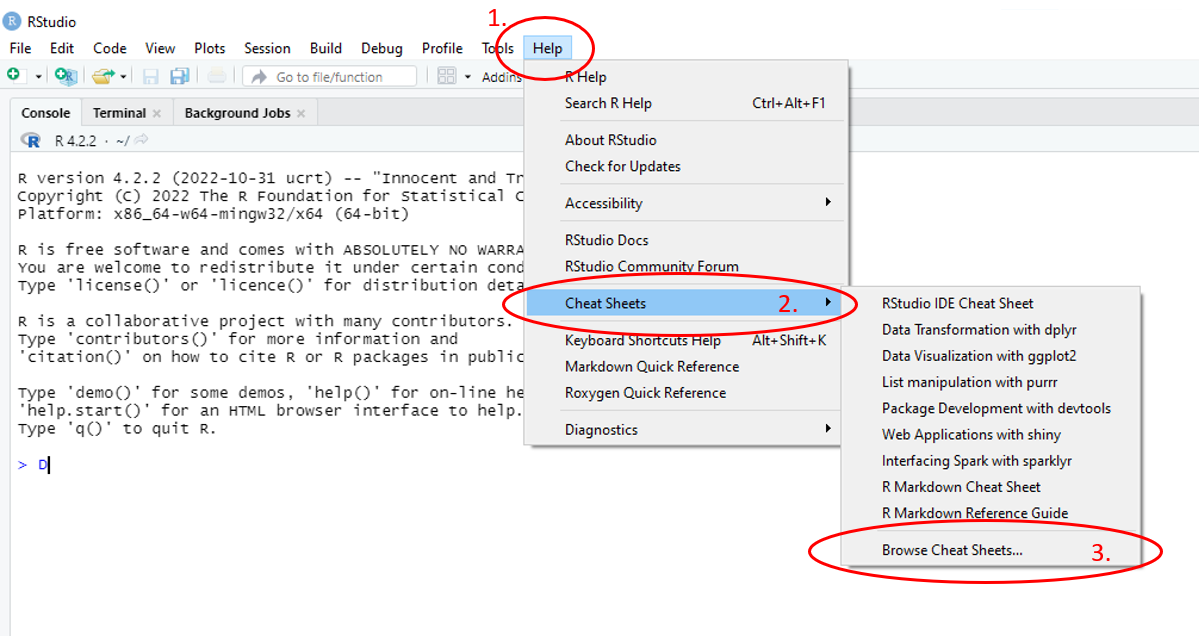 RStudio
1.
File Edit Code View Plots Session Build Debug Profile Tools Help
Go to file/function Addins
Console Terminal Background Jobs
R 4.2.2 · ~/
R version 4.2.2 (2022-10-31 ucrt) -- "Innocent and
Copyright (C) 2022 The R Foundation for Statistical
Platform: x86_64-w64-mingw32/x64 (64-bit)
R is free software and comes with ABSOLUTELY NO
You are welcome to redistribute it under certain
Type 'license()' or 'licence()' for distribution
R is a collaborative project with many contributors.
Type 'contributors()' for more information and
'citation()' on how to cite R or R packages in
Type 'demo()' for some demos, 'help()' for on-line
'help.start()' for an HTML browser interface to help.
Type 'q()' to quit R.
> D
R Help
Search R Help Ctrl+Alt+F1
About RStudio
Check for Updates
Accessibility
RStudio Docs
RStudio Community Forum
Cheat Sheets 2.
Keyboard Shortcuts Help Alt+Shift+K
Markdown Quick Reference
Roxygen Quick Reference
Diagnostics
RStudio IDE Cheat Sheet
Data Transformation with dplyr
Data Visualization with ggplot2
List manipulation with purrr
Package Development with devtools
Web Applications with shiny
Interfacing Spark with sparklyr
R Markdown Cheat Sheet
R Markdown Reference Guide
Browse Cheat Sheets... 3.